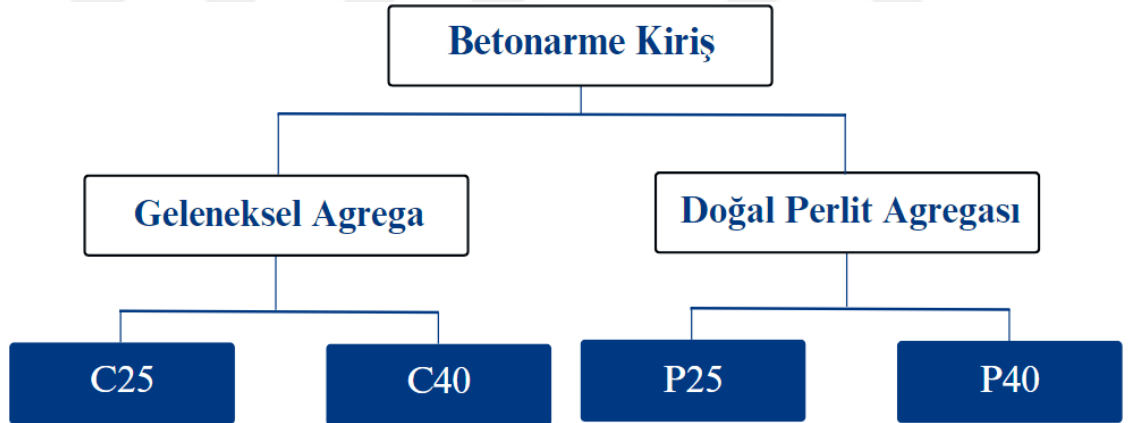 Betonarme Kiriş
Geleneksel Agrega
Doğal Perlit Agregası
C25
C40
P25
P40